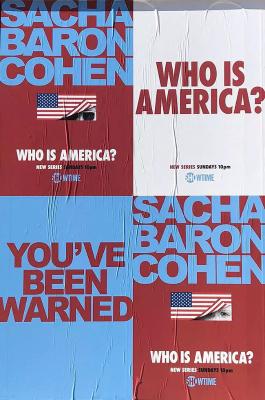 SACHA
BARON
COHEN
WHO IS AMERICA?
NEW SERIES SUNDAYS 10pm
SHOWTIME
WHO IS
AMERICA?
NEW SERIES SUNDAYS 10pm
SHOWTIME
YOU'VE
BEEN
WARNED
SACHA
BARON
COHEN
WHO IS AMERICA?
NEW SERIES SUNDAYS 10pm
SHOWTIME